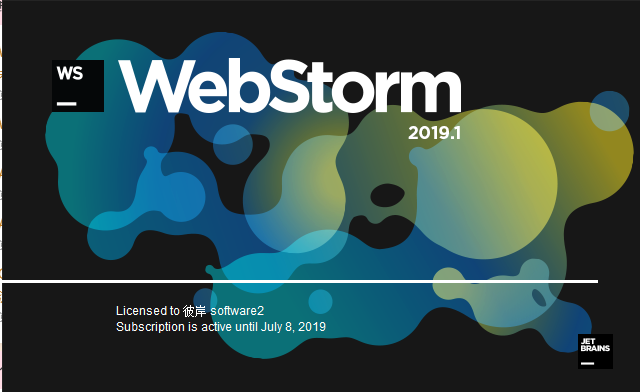 WS
WebStorm
2019.1
Licensed to 彼岸 software2
Subscription is active until July 8, 2019
JET
BRAINS